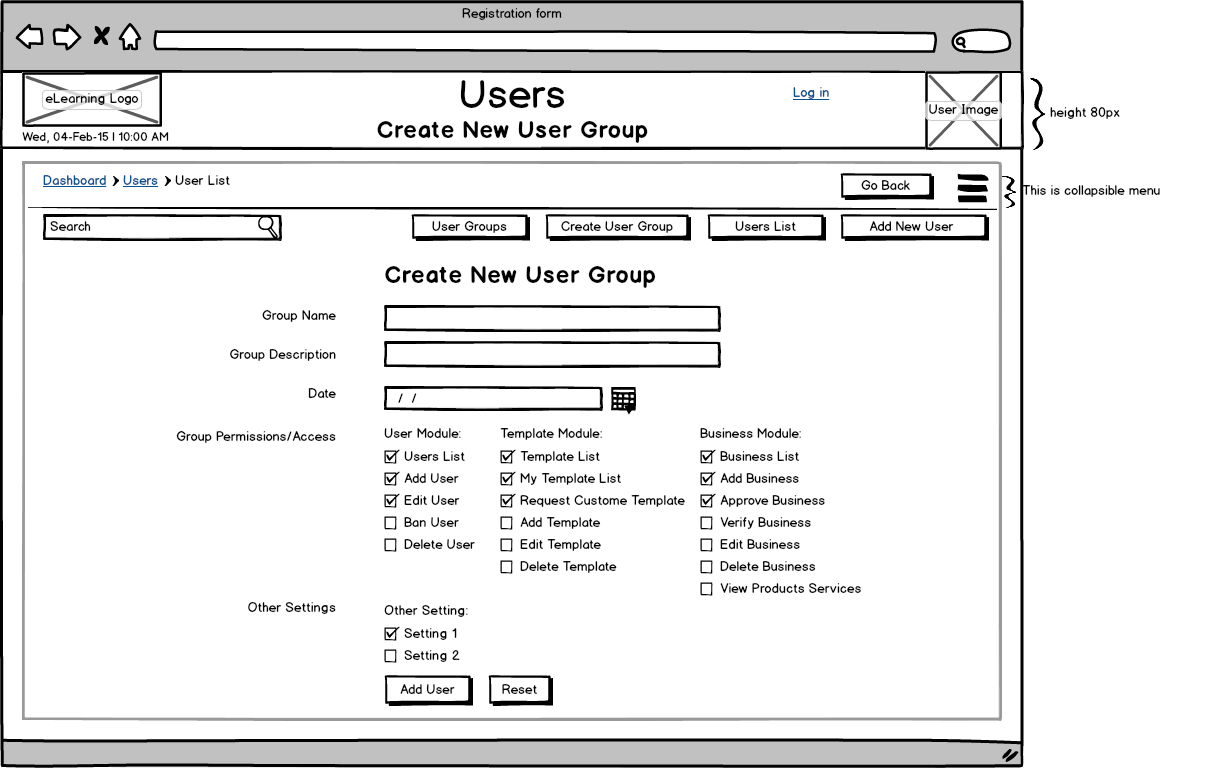 Registration form
eLearning Logo
Users
Log in
User Image
height 80px
Create New User Group
Wed, 04-Feb-15 | 10:00 AM
Dashboard Users User List
Go Back
This is collapsible menu
Search
User Groups
Create User Group
Users List
Add New User
Create New User Group
Group Name
Group Description
Date
/ /
Group Permissions/Access
User Module:
Users List
Add User
Edit User
Ban User
Delete User
Template Module:
Template List
My Template List
Request Custome Template
Add Template
Edit Template
Delete Template
Business Module:
Business List
Add Business
Approve Business
Verify Business
Edit Business
Delete Business
View Products Services
Other Settings
Other Setting:
Setting 1
Setting 2
Add User
Reset